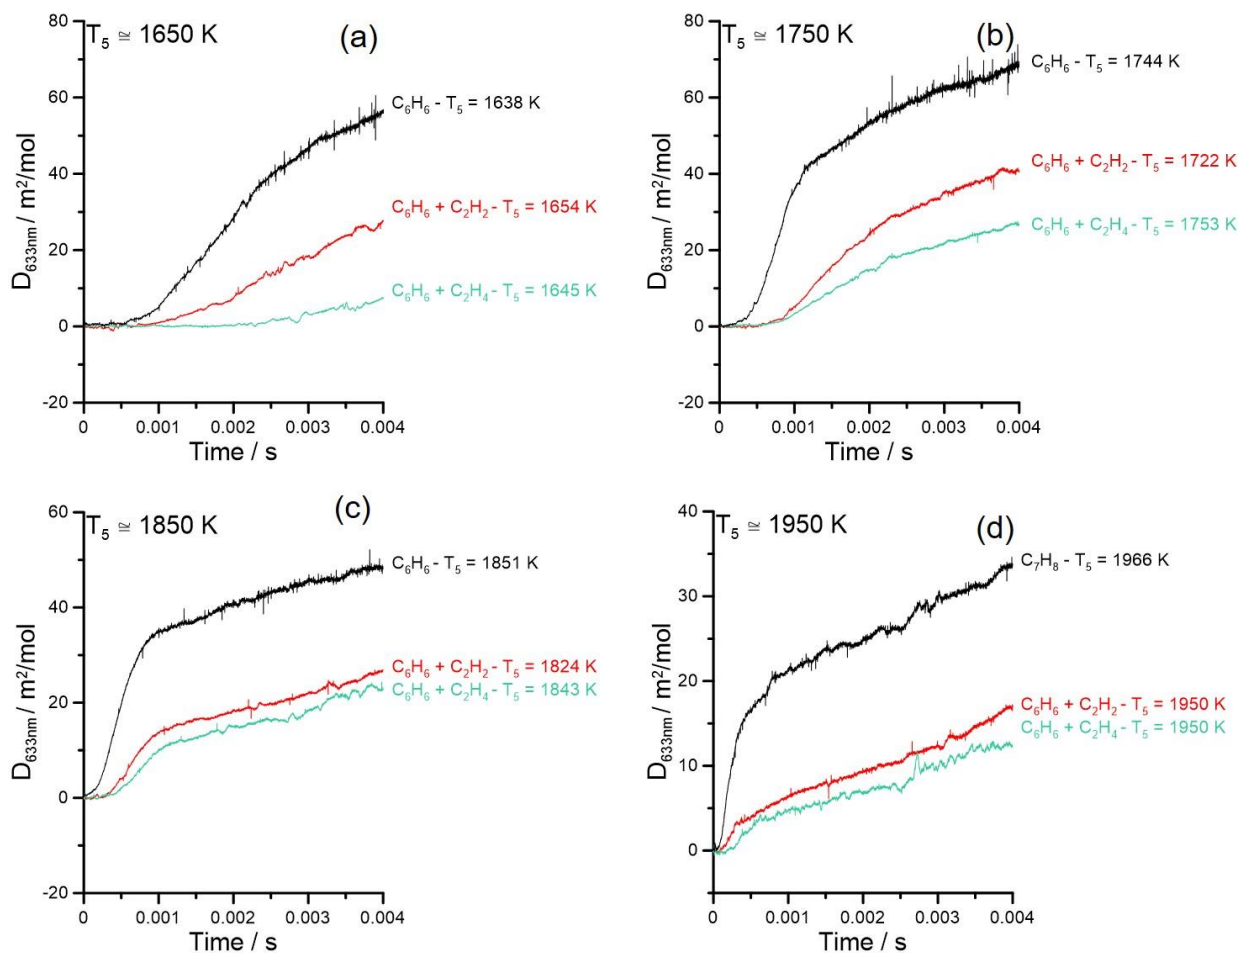 T₅ ≅ 1650 K
(a)
80
60
40
20
0
-20
D₆₃₃ₙₘ / m²/mol
C₆H₆ - T₅ = 1638 K
C₆H₆ + C₂H₂ - T₅ = 1654 K
C₆H₆ + C₂H₄ - T₅ = 1645 K
0 0.001 0.002 0.003 0.004
Time / s
T₅ ≅ 1750 K
(b)
80
60
40
20
0
-20
D₆₃₃ₙₘ / m²/mol
C₆H₆ - T₅ = 1744 K
C₆H₆ + C₂H₂ - T₅ = 1722 K
C₆H₆ + C₂H₄ - T₅ = 1753 K
0 0.001 0.002 0.003 0.004
Time / s
T₅ ≅ 1850 K
(c)
60
40
20
0
-20
D₆₃₃ₙₘ / m²/mol
C₆H₆ - T₅ = 1851 K
C₆H₆ + C₂H₂ - T₅ = 1824 K
C₆H₆ + C₂H₄ - T₅ = 1843 K
0 0.001 0.002 0.003 0.004
Time / s
T₅ ≅ 1950 K
(d)
40
30
20
10
0
D₆₃₃ₙₘ / m²/mol
C₇H₈ - T₅ = 1966 K
C₆H₆ + C₂H₂ - T₅ = 1950 K
C₆H₆ + C₂H₄ - T₅ = 1950 K
0 0.001 0.002 0.003 0.004
Time / s